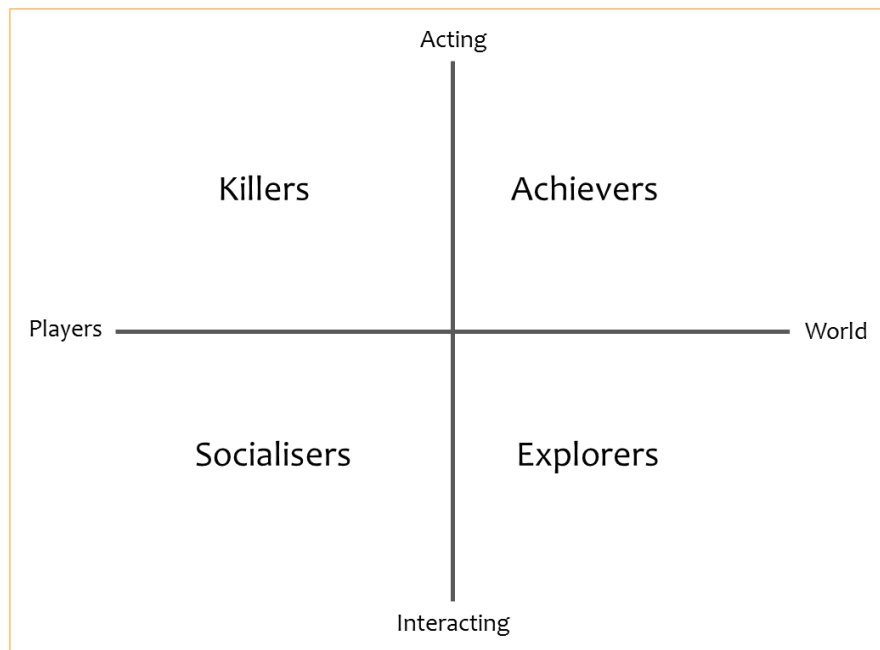 Acting
Killers
Achievers
Players
World
Socialisers
Explorers
Interacting